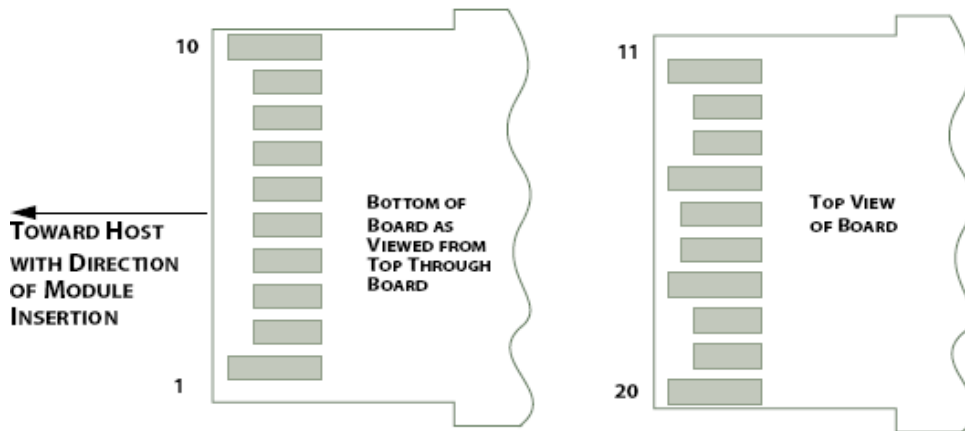 10
1
TOWARD HOST
WITH DIRECTION
OF MODULE
INSERTION
BOTTOM OF
BOARD AS
VIEWED FROM
TOP THROUGH
BOARD
11
20
TOP VIEW
OF BOARD